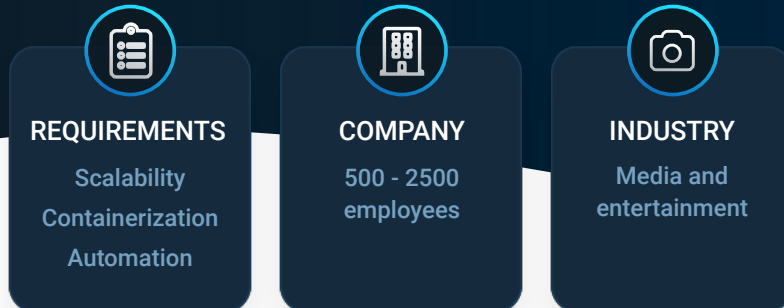 REQUIREMENTS
Scalability
Containerization
Automation
COMPANY
500 - 2500
employees
INDUSTRY
Media and
entertainment